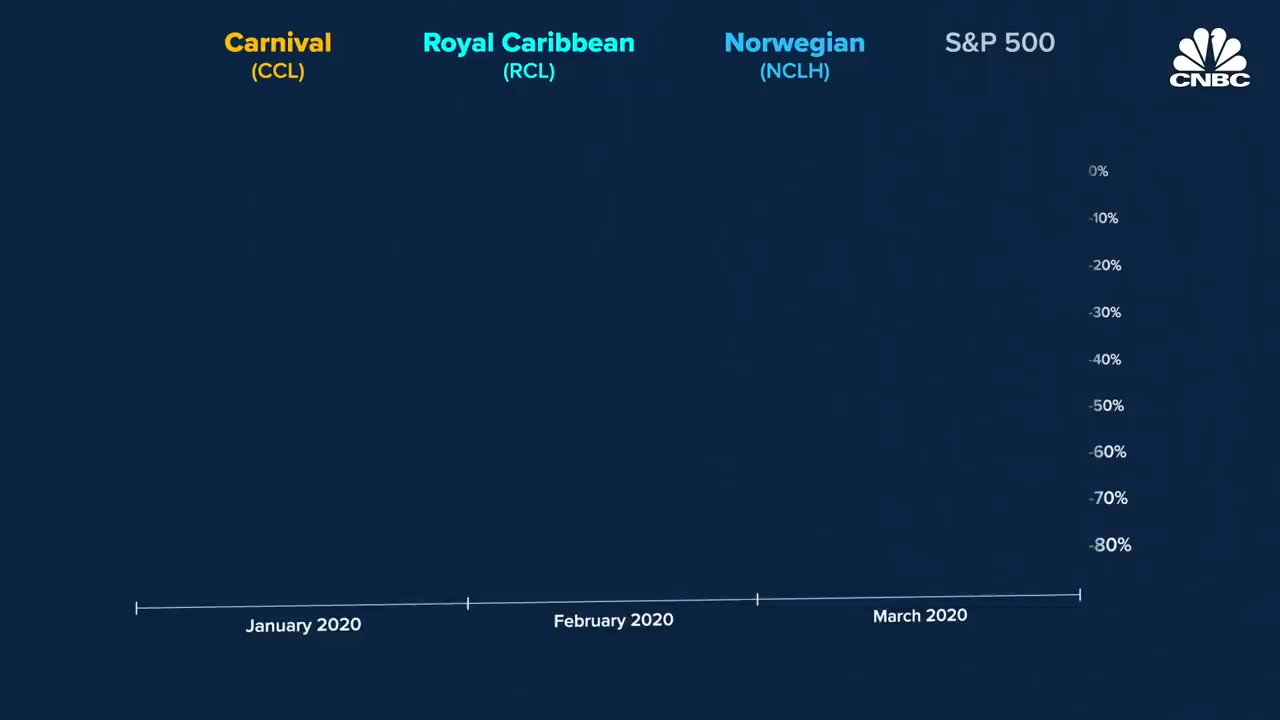 Carnival
(CCL)
Royal Caribbean
(RCL)
Norwegian
(NCLH)
S&P 500
CNBC
0%
-10%
-20%
-30%
-40%
-50%
-60%
-70%
-80%
January 2020
February 2020
March 2020